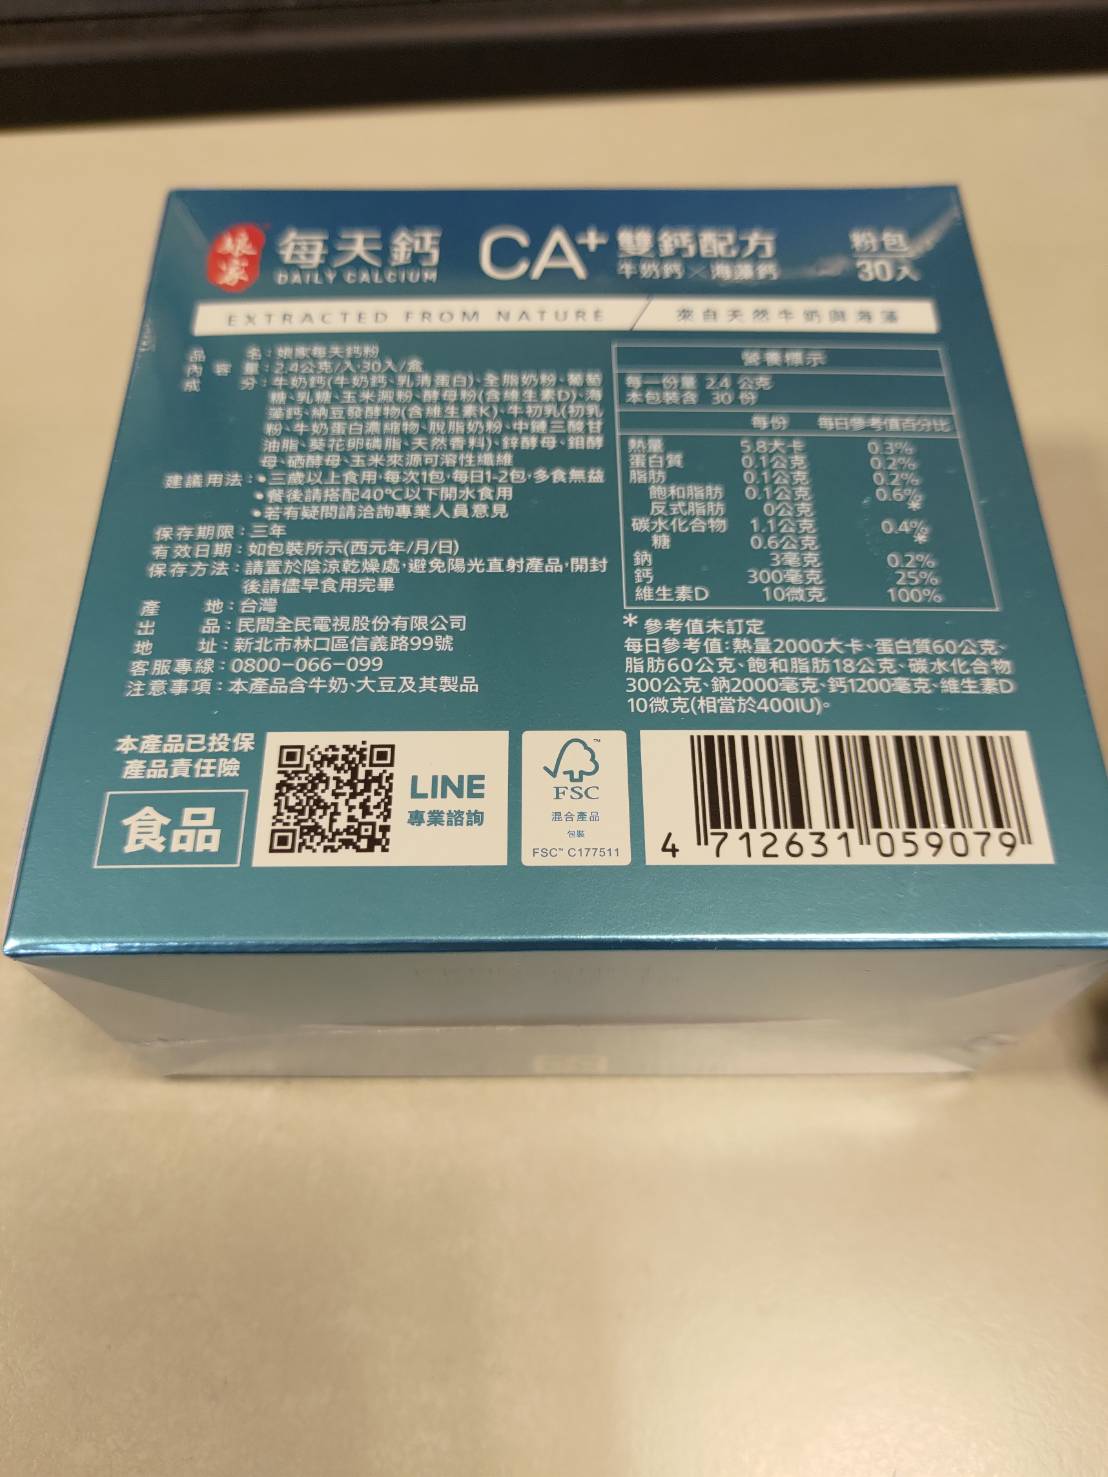 娘家
每天鈣 CA+ 雙鈣配方 粉包
DAILY CALCIUM 牛奶鈣×海藻鈣 30入
EXTRACTED FROM NATURE / 來自天然牛奶與海藻
品名:娘家每天鈣粉
內容量:2.4公克/入,30入/盒
成分:牛奶鈣(牛奶鈣、乳清蛋白)、全脂奶粉、葡萄
糖、乳糖、玉米澱粉、酵母粉(含維生素D)、海
藻鈣、納豆發酵物(含維生素K)、牛初乳(初乳
粉、牛奶蛋白濃縮物、脫脂奶粉、中鏈三酸甘
油脂、葵花卵磷脂、天然香料)、鋅酵母、鉬酵
母、硒酵母、玉米來源可溶性纖維
建議用法:•三歲以上食用,每次1包,每日1-2包,多食無益
•餐後請搭配40℃以下開水食用
•若有疑問請洽詢專業人員意見
保存期限:三年
有效日期:如包裝所示(西元年/月/日)
保存方法:請置於陰涼乾燥處,避免陽光直射產品,開封
後請儘早食用完畢
產地:台灣
出品:民間全民電視股份有限公司
地址:新北市林口區信義路99號
客服專線:0800-066-099
注意事項:本產品含牛奶、大豆及其製品
營養標示
每一份量 2.4 公克
本包裝含 30 份
每份 每日參考值百分比
熱量 5.8大卡 0.3%
蛋白質 0.1公克 0.2%
脂肪 0.1公克 0.2%
飽和脂肪 0.1公克 0.6%
反式脂肪 0公克 *
碳水化合物 1.1公克 0.4%
糖 0.6公克 *
鈉 3毫克 0.2%
鈣 300毫克 25%
維生素D 10微克 100%
* 參考值未訂定
每日參考值:熱量2000大卡、蛋白質60公克、
脂肪60公克、飽和脂肪18公克、碳水化合物
300公克、鈉2000毫克、鈣1200毫克、維生素D
10微克(相當於400IU)。
本產品已投保
產品責任險
食品
LINE
專業諮詢
FSC™
混合產品
包裝
FSC™ C177511
4 712631 059079